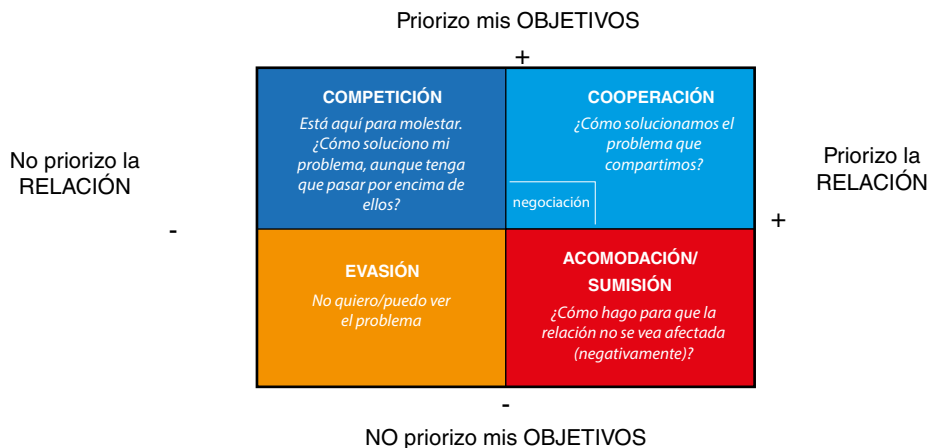 Priorizo mis OBJETIVOS
+
COMPETICIÓN
Está aquí para molestar.
¿Cómo soluciono mi
problema, aunque tenga
que pasar por encima de
ellos?
COOPERACIÓN
¿Cómo solucionamos el
problema que
compartimos?
negociación
No priorizo la
RELACIÓN
-
Priorizo la
RELACIÓN
+
EVASIÓN
No quiero/puedo ver
el problema
ACOMODACIÓN/
SUMISIÓN
¿Cómo hago para que la
relación no se vea afectada
(negativamente)?
-
NO priorizo mis OBJETIVOS